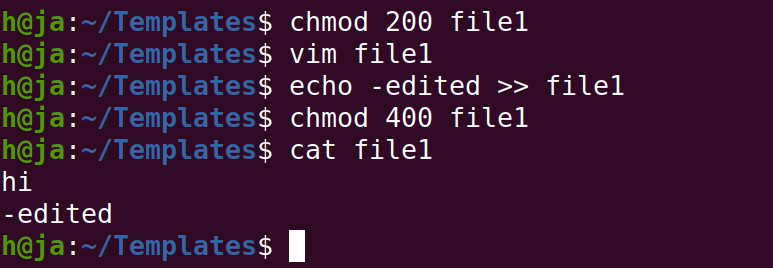 h@ja:~/Templates$ chmod 200 file1
h@ja:~/Templates$ vim file1
h@ja:~/Templates$ echo -edited >> file1
h@ja:~/Templates$ chmod 400 file1
h@ja:~/Templates$ cat file1
hi
-edited
h@ja:~/Templates$